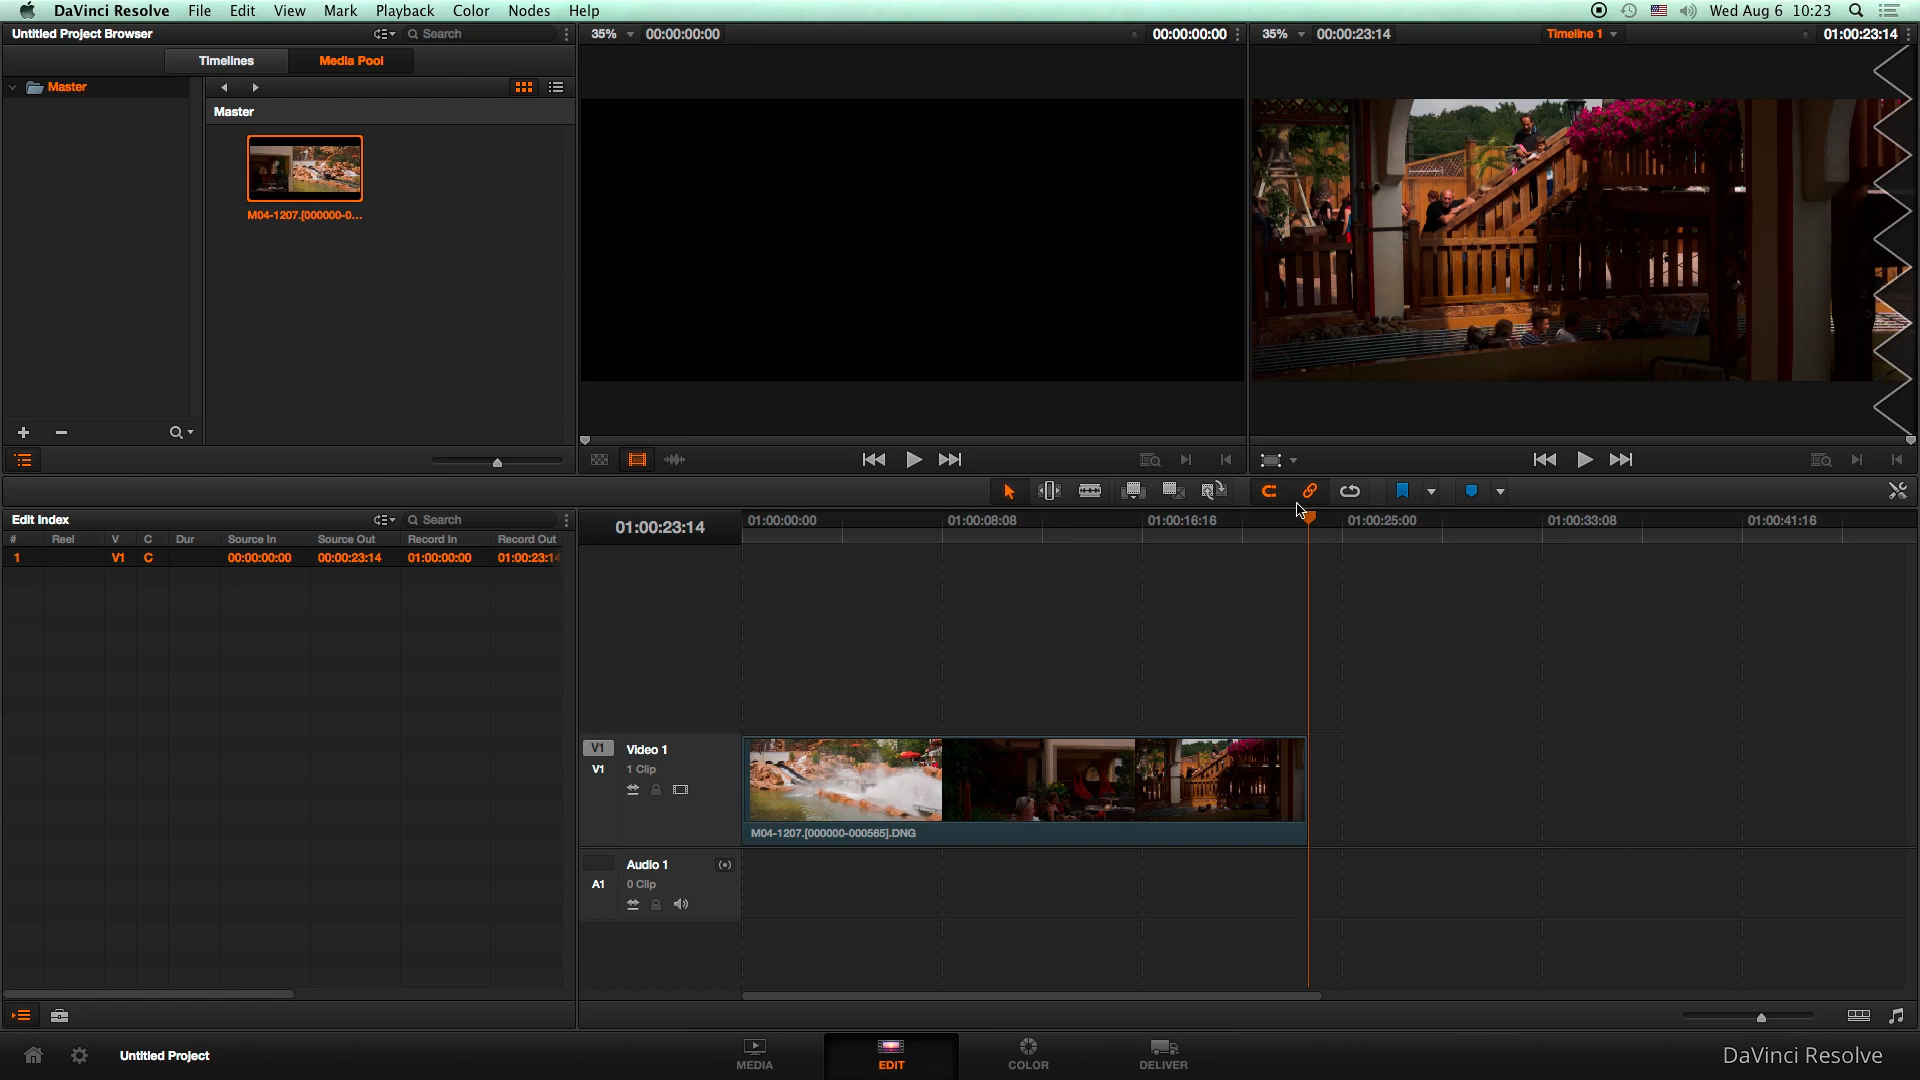 DaVinci Resolve File Edit View Mark Playback Color Nodes Help Wed Aug 6 10:23
Untitled Project Browser Search 35% 00:00:00:00 00:00:00:00 35% 00:00:23:14 Timeline 1 01:00:23:14
Timelines Media Pool
Master
Master
M04-1207.[000000-0...
Edit Index Search
# Reel V C Dur Source In Source Out Record In Record Out
1 V1 C 00:00:00:00 00:00:23:14 01:00:00:00 01:00:23:14
01:00:23:14 01:00:00:00 01:00:08:08 01:00:16:16 01:00:25:00 01:00:33:08 01:00:41:16
V1 Video 1
V1 1 Clip
M04-1207.[000000-000565].DNG
Audio 1
A1 0 Clip
Untitled Project MEDIA EDIT COLOR DELIVER DaVinci Resolve